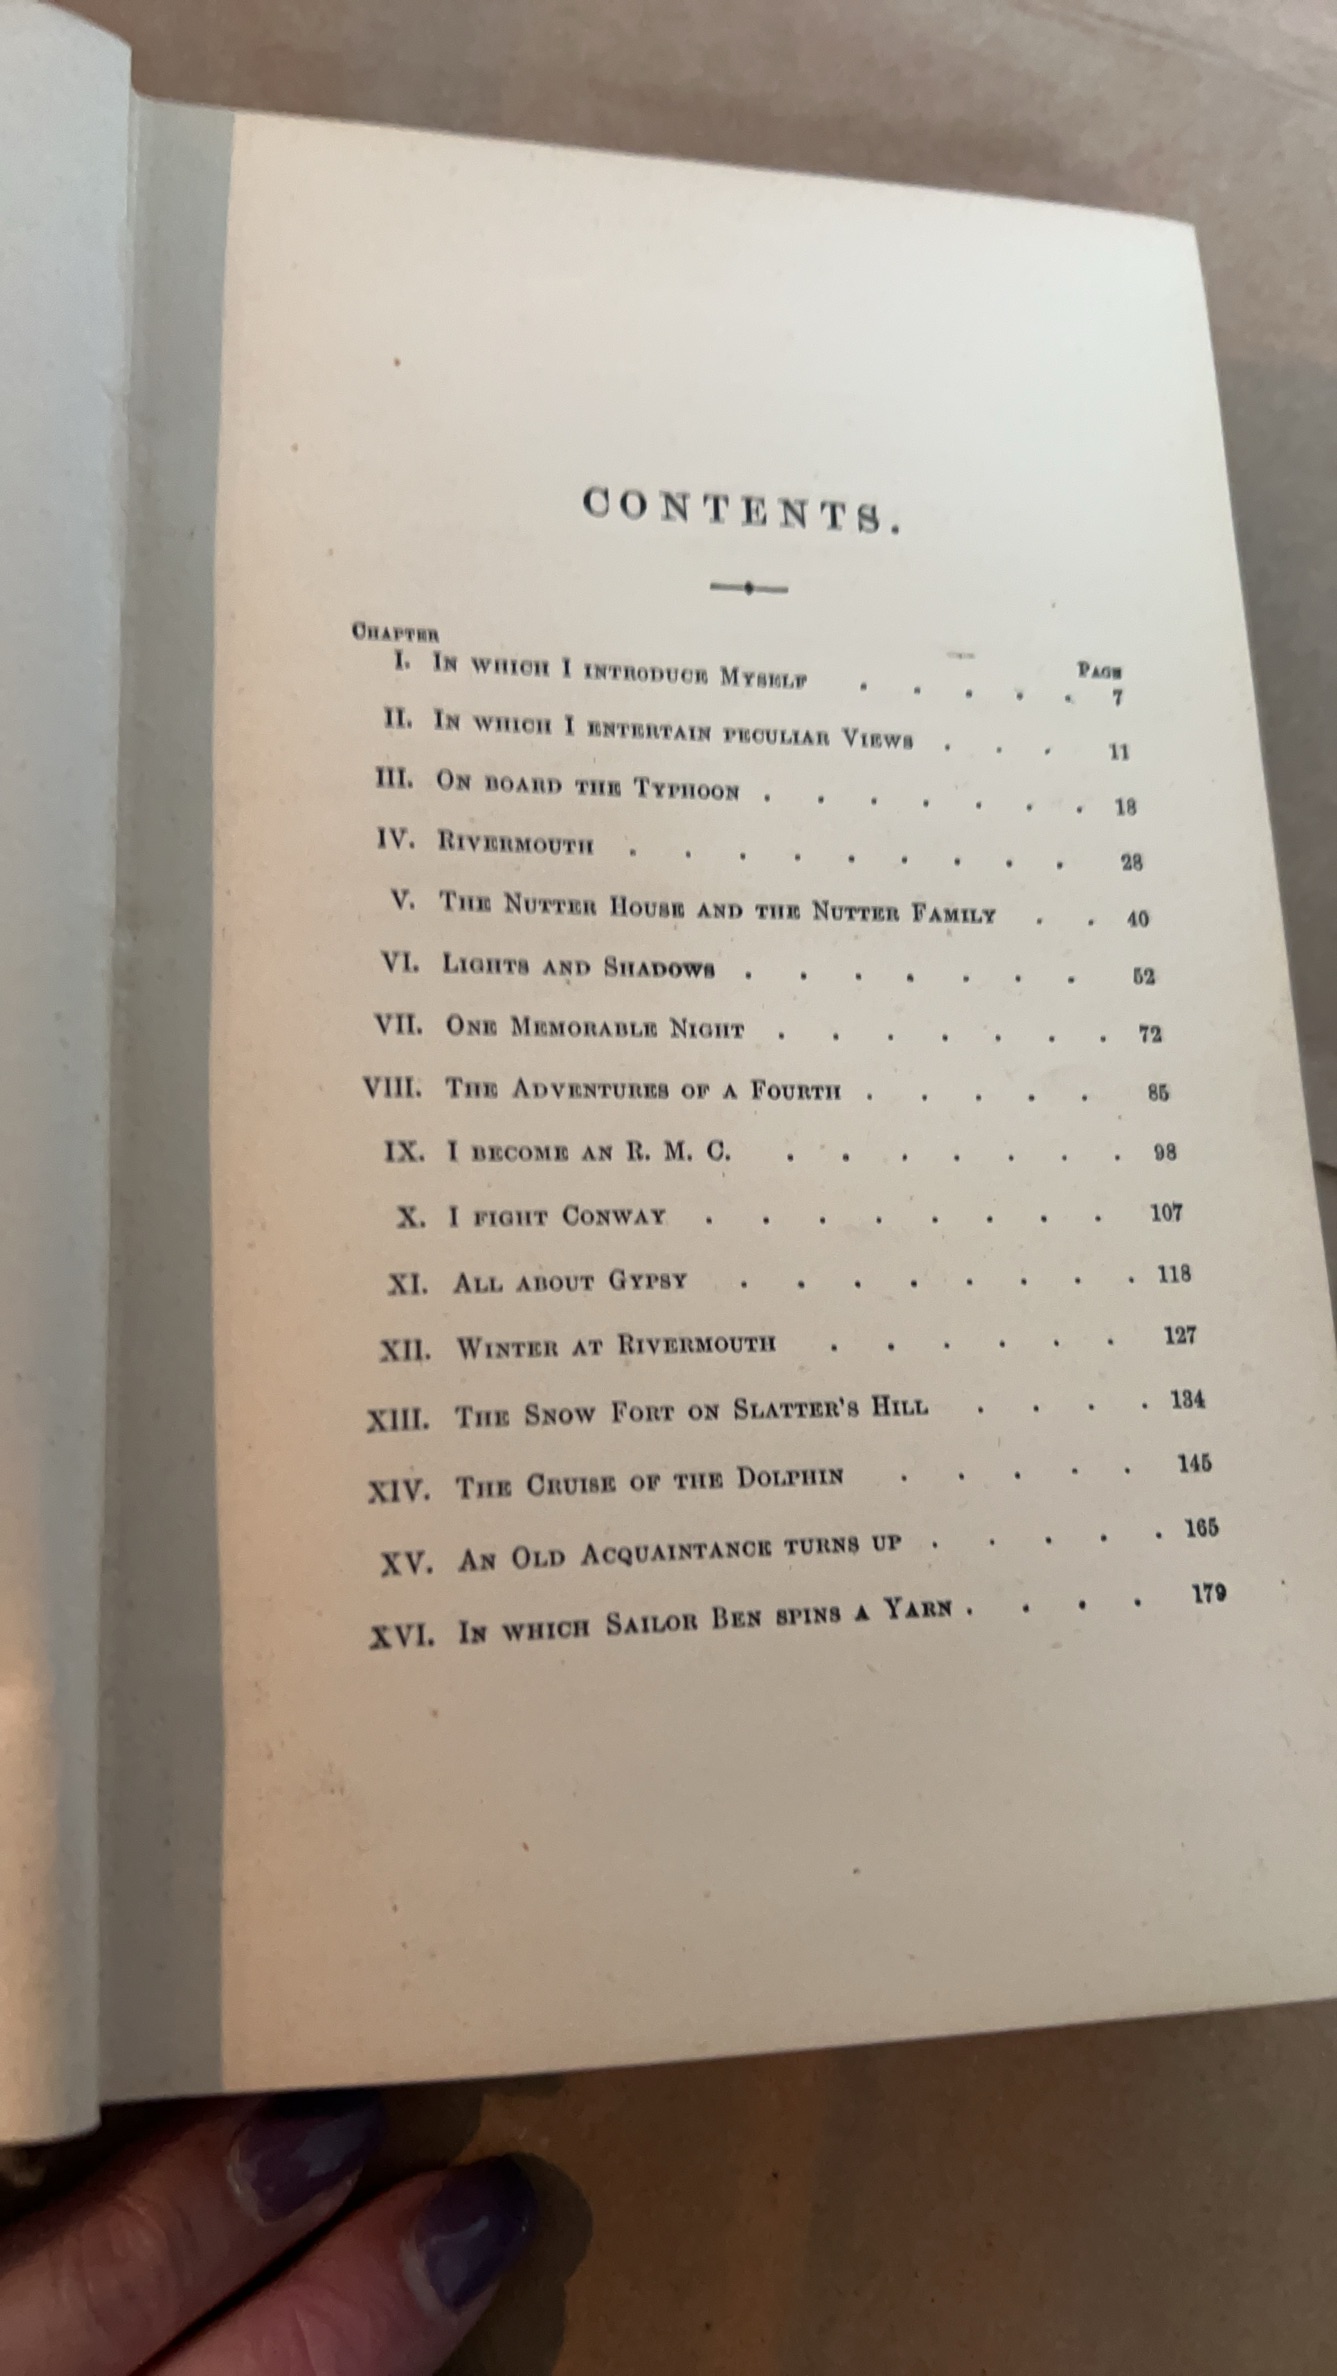 CONTENTS.
CHAPTER
PAGE
I. IN WHICH I INTRODUCE MYSELF . . . . . 7
II. IN WHICH I ENTERTAIN PECULIAR VIEWS . . . 11
III. ON BOARD THE TYPHOON . . . . . . . 18
IV. RIVERMOUTH . . . . . . . . . 28
V. THE NUTTER HOUSE AND THE NUTTER FAMILY . . 40
VI. LIGHTS AND SHADOWS . . . . . . . 52
VII. ONE MEMORABLE NIGHT . . . . . . . 72
VIII. THE ADVENTURES OF A FOURTH . . . . . 85
IX. I BECOME AN R. M. C. . . . . . . . 98
X. I FIGHT CONWAY . . . . . . . . 107
XI. ALL ABOUT GYPSY . . . . . . . . 118
XII. WINTER AT RIVERMOUTH . . . . . . 127
XIII. THE SNOW FORT ON SLATTER'S HILL . . . . 134
XIV. THE CRUISE OF THE DOLPHIN . . . . . 145
XV. AN OLD ACQUAINTANCE TURNS UP . . . . . 165
XVI. IN WHICH SAILOR BEN SPINS A YARN . . . . 179